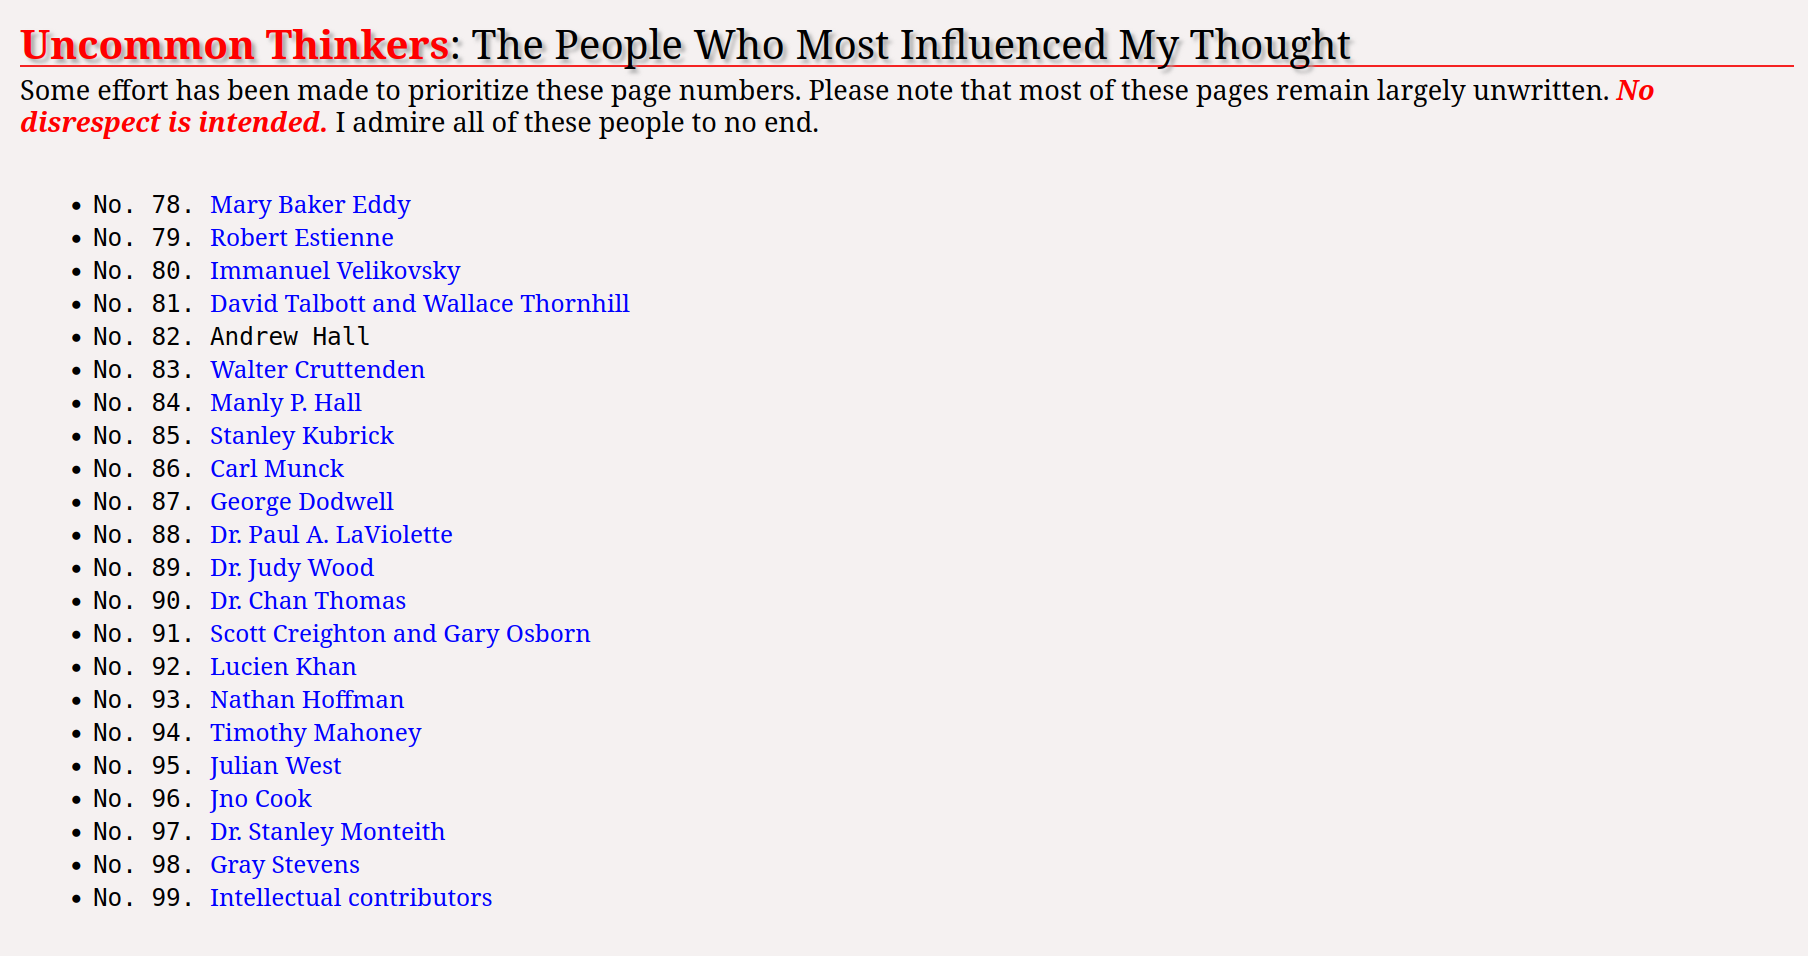 Uncommon Thinkers: The People Who Most Influenced My Thought
Some effort has been made to prioritize these page numbers. Please note that most of these pages remain largely unwritten. No
disrespect is intended. I admire all of these people to no end.
• No. 78. Mary Baker Eddy
• No. 79. Robert Estienne
• No. 80. Immanuel Velikovsky
• No. 81. David Talbott and Wallace Thornhill
• No. 82. Andrew Hall
• No. 83. Walter Cruttenden
• No. 84. Manly P. Hall
• No. 85. Stanley Kubrick
• No. 86. Carl Munck
• No. 87. George Dodwell
• No. 88. Dr. Paul A. LaViolette
• No. 89. Dr. Judy Wood
• No. 90. Dr. Chan Thomas
• No. 91. Scott Creighton and Gary Osborn
• No. 92. Lucien Khan
• No. 93. Nathan Hoffman
• No. 94. Timothy Mahoney
• No. 95. Julian West
• No. 96. Jno Cook
• No. 97. Dr. Stanley Monteith
• No. 98. Gray Stevens
• No. 99. Intellectual contributors